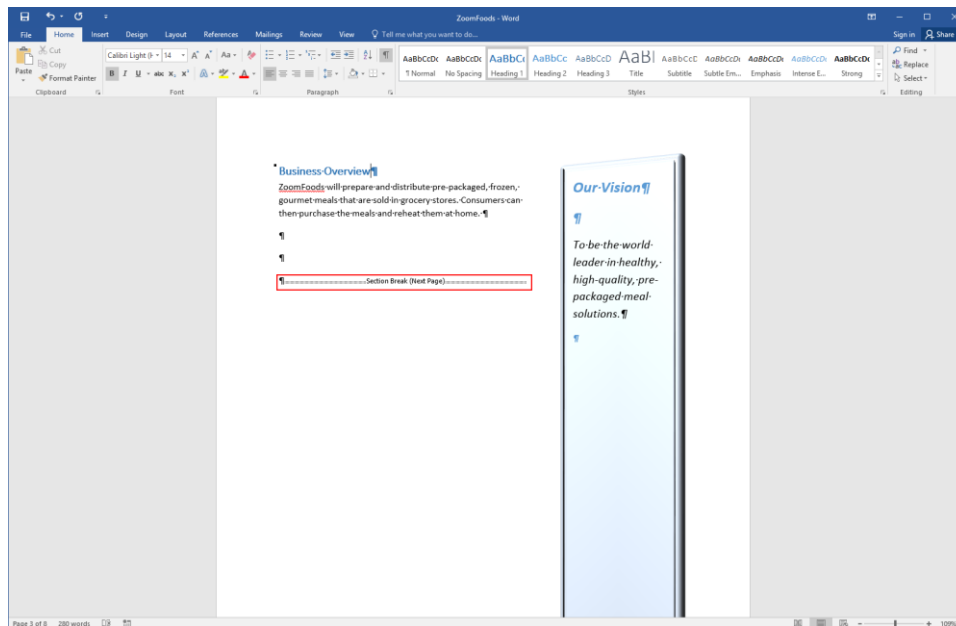 ZoomFoods - Word
File Home Insert Design Layout References Mailings Review View Tell me what you want to do... Sign in Share
Cut
Copy
Format Painter
Paste
Calibri Light (H 14
AaBbCcDc AaBbCcDc AaBbCc AaBbCc AaBbCcD AaBI AaBbCcD AaBbCcDc AaBbCcDc AaBbCcDc AaBbCcDc
¶ Normal No Spacing Heading 1 Heading 2 Heading 3 Title Subtitle Subtle Em... Emphasis Intense E... Strong
Find
Replace
Select
Clipboard Font Paragraph Styles Editing
Business·Overview¶
ZoomFoods·will·prepare·and·distribute·pre-packaged,·frozen,·
gourmet·meals·that·are·sold·in·grocery·stores.·Consumers·can·
then·purchase·the·meals·and·reheat·them·at·home.·¶
¶
¶
¶Section Break (Next Page)
Our·Vision¶
¶
To·be·the·world·
leader·in·healthy,·
high-quality,·pre-
packaged·meal·
solutions.¶
¶
Page 3 of 8 280 words 109%